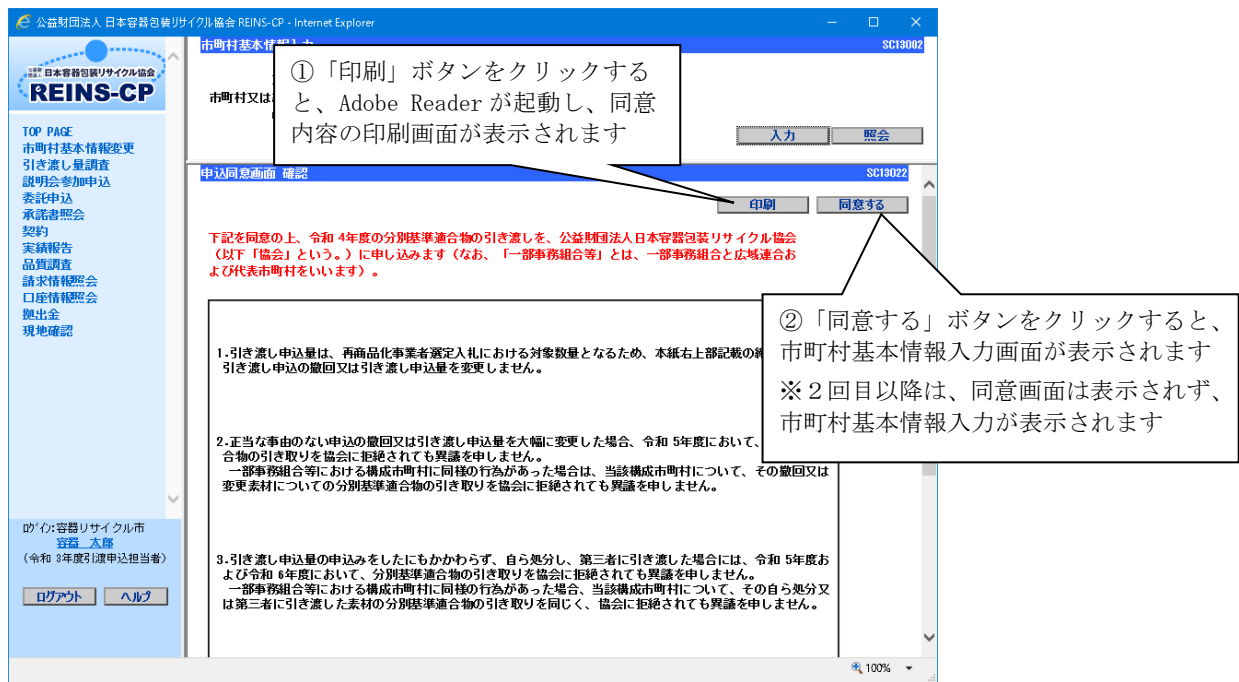 公益財団法人 日本容器包装リサイクル協会 REINS-CP - Internet Explorer
日本容器包装リサイクル協会
REINS-CP
TOP PAGE
市町村基本情報変更
引き渡し量調査
説明会参加申込
委託申込
承諾書照会
契約
実績報告
品質調査
請求情報照会
口座情報照会
拠出金
現地確認
ログイン:容器リサイクル市
容器 太郎
(令和 3年度引渡申込担当者)
ログアウト ヘルプ
市町村基本情報入力 SC13002
市町村又は
入力 照会
①「印刷」ボタンをクリックする
と、Adobe Reader が起動し、同意
内容の印刷画面が表示されます
申込同意画面 確認 SC13022
印刷 同意する
下記を同意の上、令和 4年度の分別基準適合物の引き渡しを、公益財団法人日本容器包装リサイクル協会
(以下「協会」という。)に申し込みます(なお、「一部事務組合等」とは、一部事務組合と広域連合お
よび代表市町村をいいます)。
1.引き渡し申込量は、再商品化事業者選定入札における対象数量となるため、本紙右上部記載の
引き渡し申込の撤回又は引き渡し申込量を変更しません。
2.正当な事由のない申込の撤回又は引き渡し申込量を大幅に変更した場合、令和 5年度において、
合物の引き取りを協会に拒絶されても異議を申しません。
一部事務組合等における構成市町村に同様の行為があった場合は、当該構成市町村について、その撤回又は
変更素材についての分別基準適合物の引き取りを協会に拒絶されても異議を申しません。
3.引き渡し申込量の申込みをしたにもかかわらず、自ら処分し、第三者に引き渡した場合には、令和 5年度お
よび令和 6年度において、分別基準適合物の引き取りを協会に拒絶されても異議を申しません。
一部事務組合等における構成市町村に同様の行為があった場合、当該構成市町村について、その自ら処分又
は第三者に引き渡した素材の分別基準適合物の引き取りを同じく、協会に拒絶されても異議を申しません。
②「同意する」ボタンをクリックすると、
市町村基本情報入力画面が表示されます
※２回目以降は、同意画面は表示されず、
市町村基本情報入力が表示されます
100%